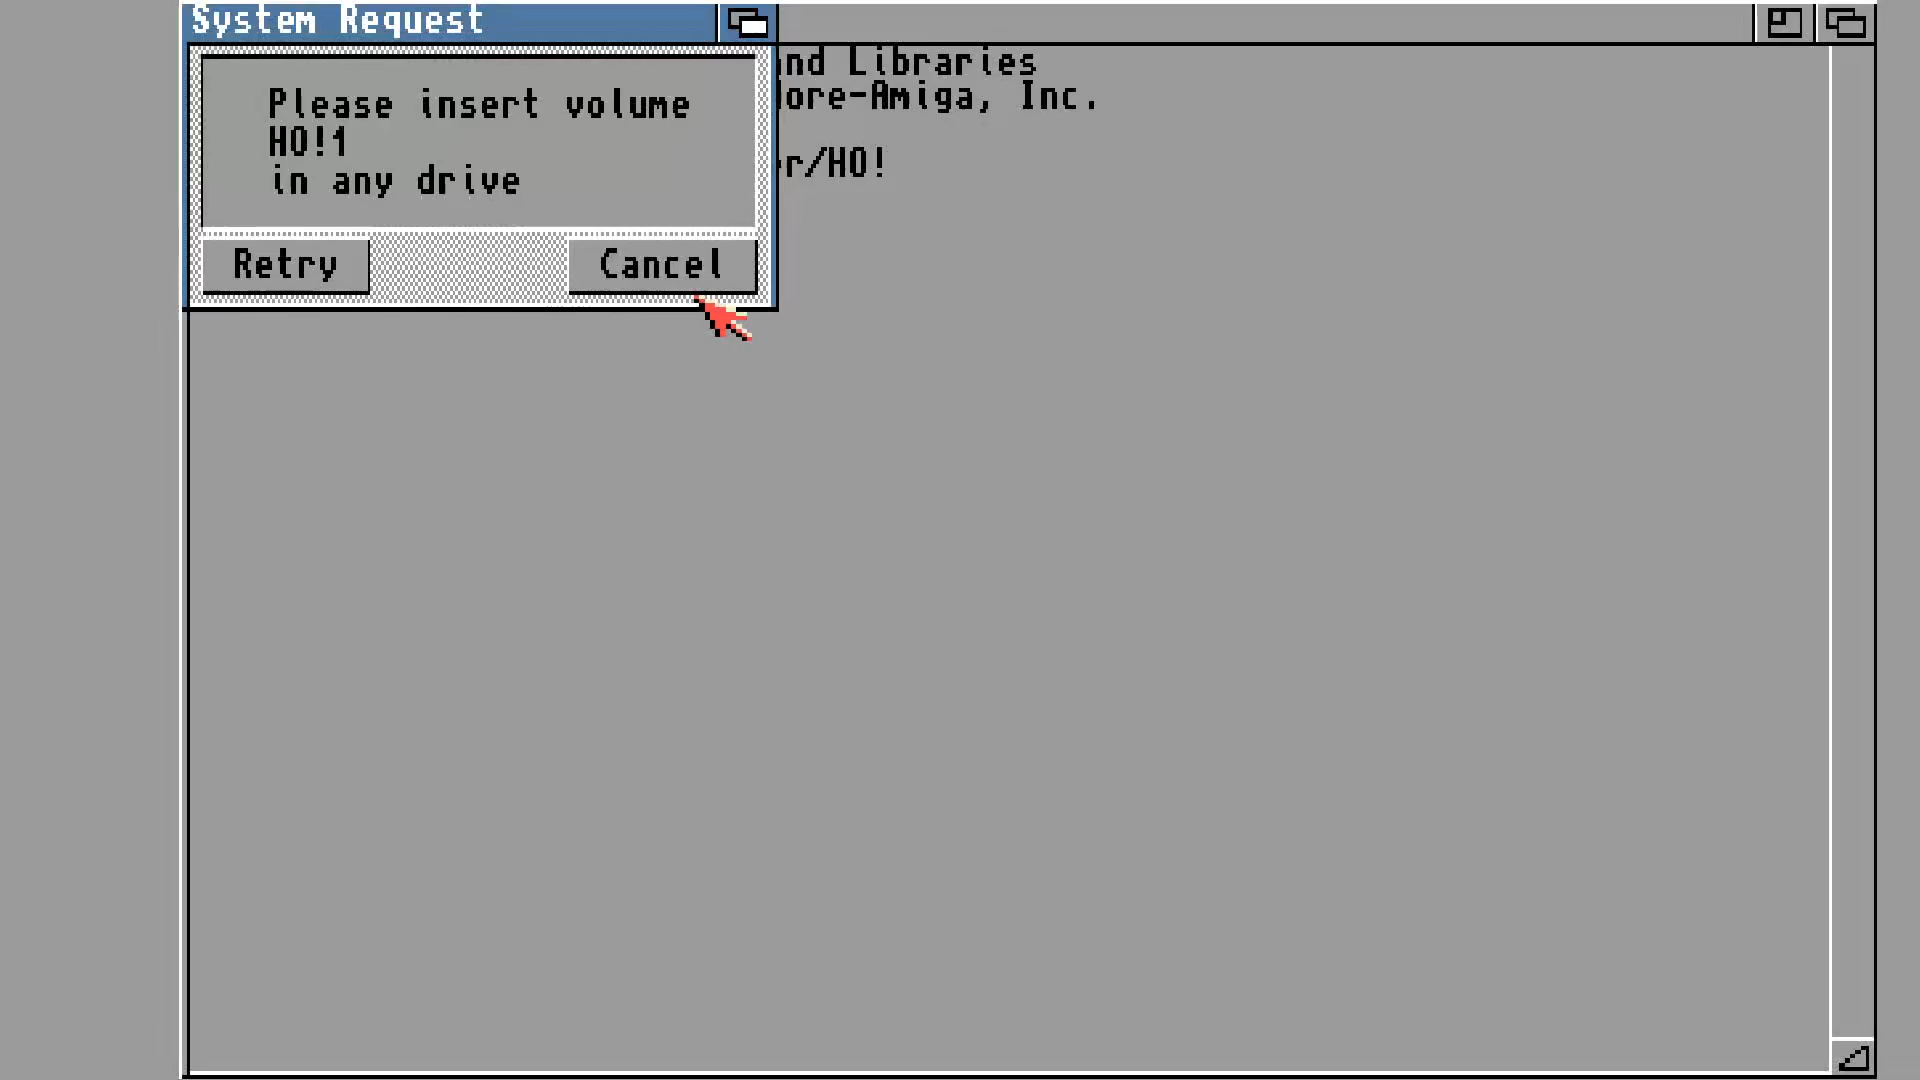 System Request
Please insert volume
HO!1
in any drive
Retry Cancel
nd Libraries
ore-Amiga, Inc.
r/HO!